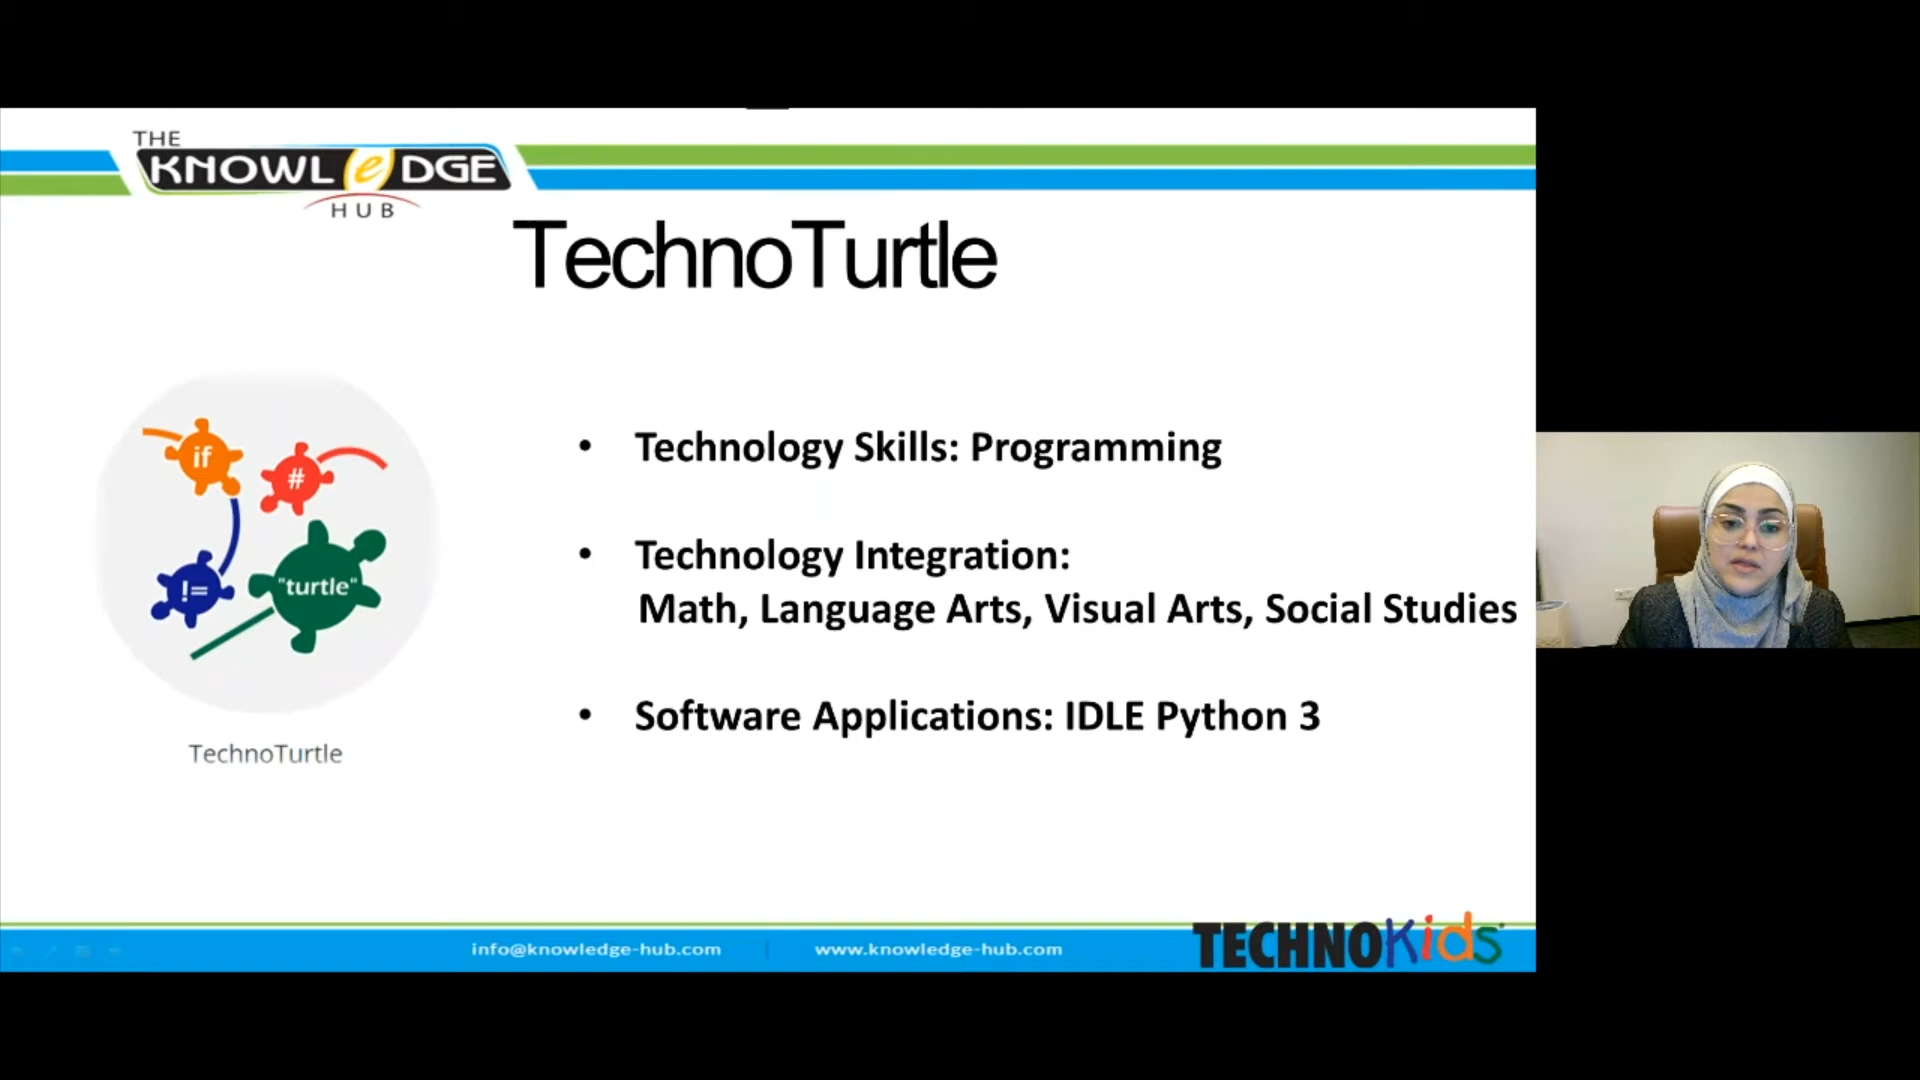 THE
KNOWLeDGE
HUB
TechnoTurtle
if
#
!=
"turtle"
TechnoTurtle
• Technology Skills: Programming
• Technology Integration:
Math, Language Arts, Visual Arts, Social Studies
• Software Applications: IDLE Python 3
info@knowledge-hub.com | www.knowledge-hub.com
TECHNOKids